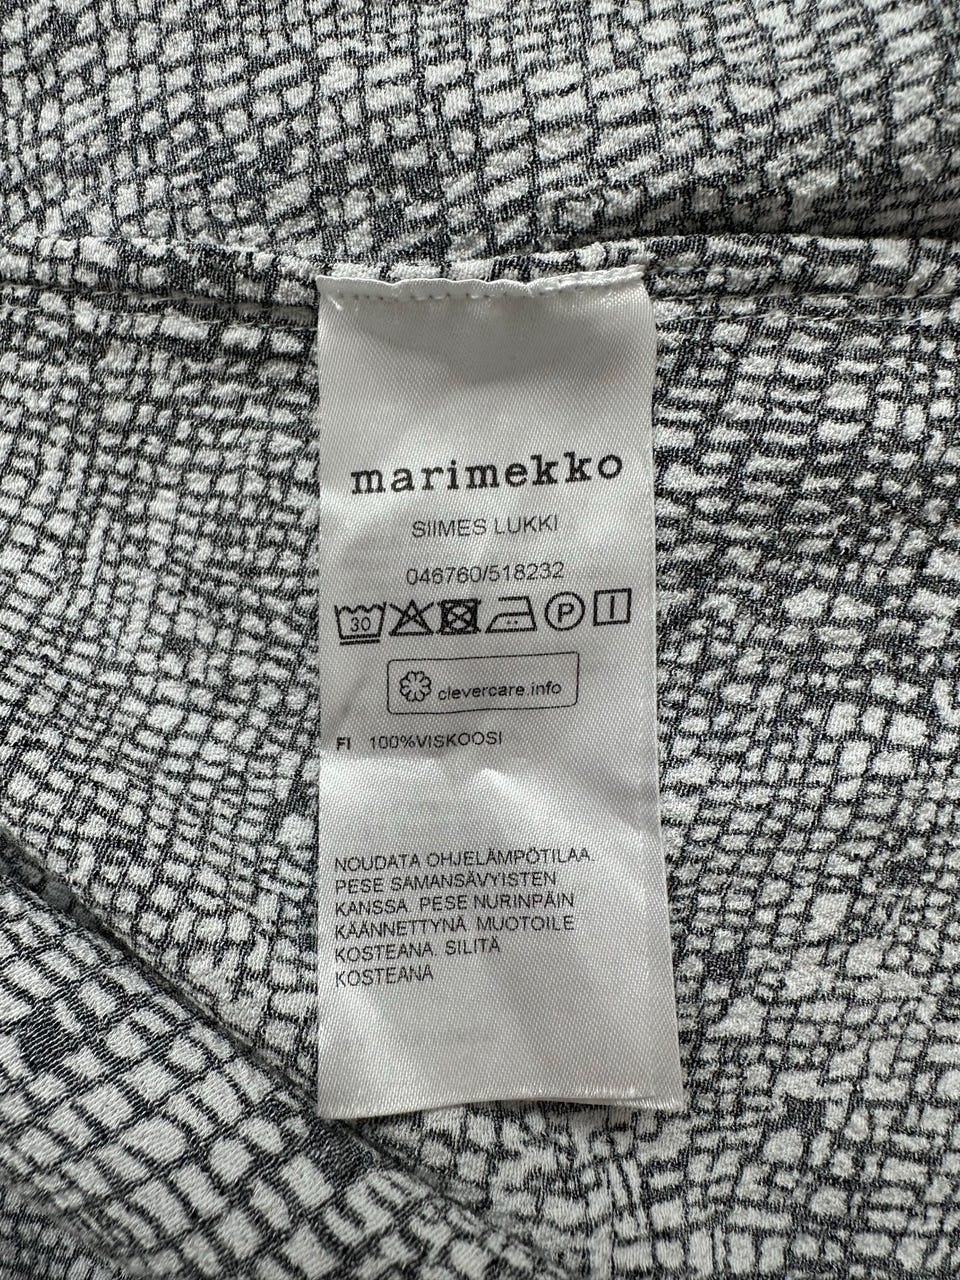 marimekko
SIIMES LUKKI
046760/518232
30 P
clevercare.info
FI 100%VISKOOSI
NOUDATA OHJELÄMPÖTILAA.
PESE SAMANSÄVYISTEN
KANSSA. PESE NURINPÄIN
KÄÄNNETTYNÄ. MUOTOILE
KOSTEANA. SILITÄ
KOSTEANA